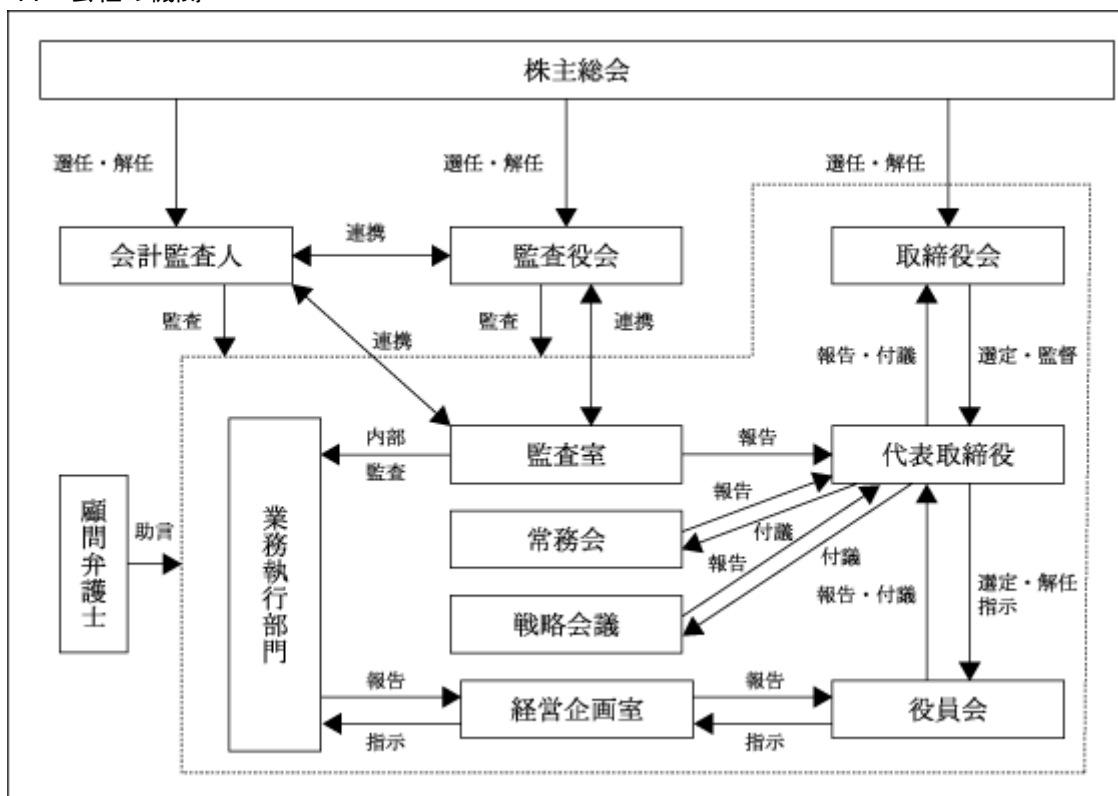 株主総会
選任・解任
選任・解任
選任・解任
会計監査人
連携
監査役会
取締役会
監査
連携
監査
連携
報告・付議
選定・監督
内部
監査
監査室
報告
代表取締役
顧問弁護士
助言
業務執行部門
報告
常務会
付議
報告
付議
戦略会議
報告・付議
選定・解任
指示
報告
経営企画室
報告
役員会
指示
指示